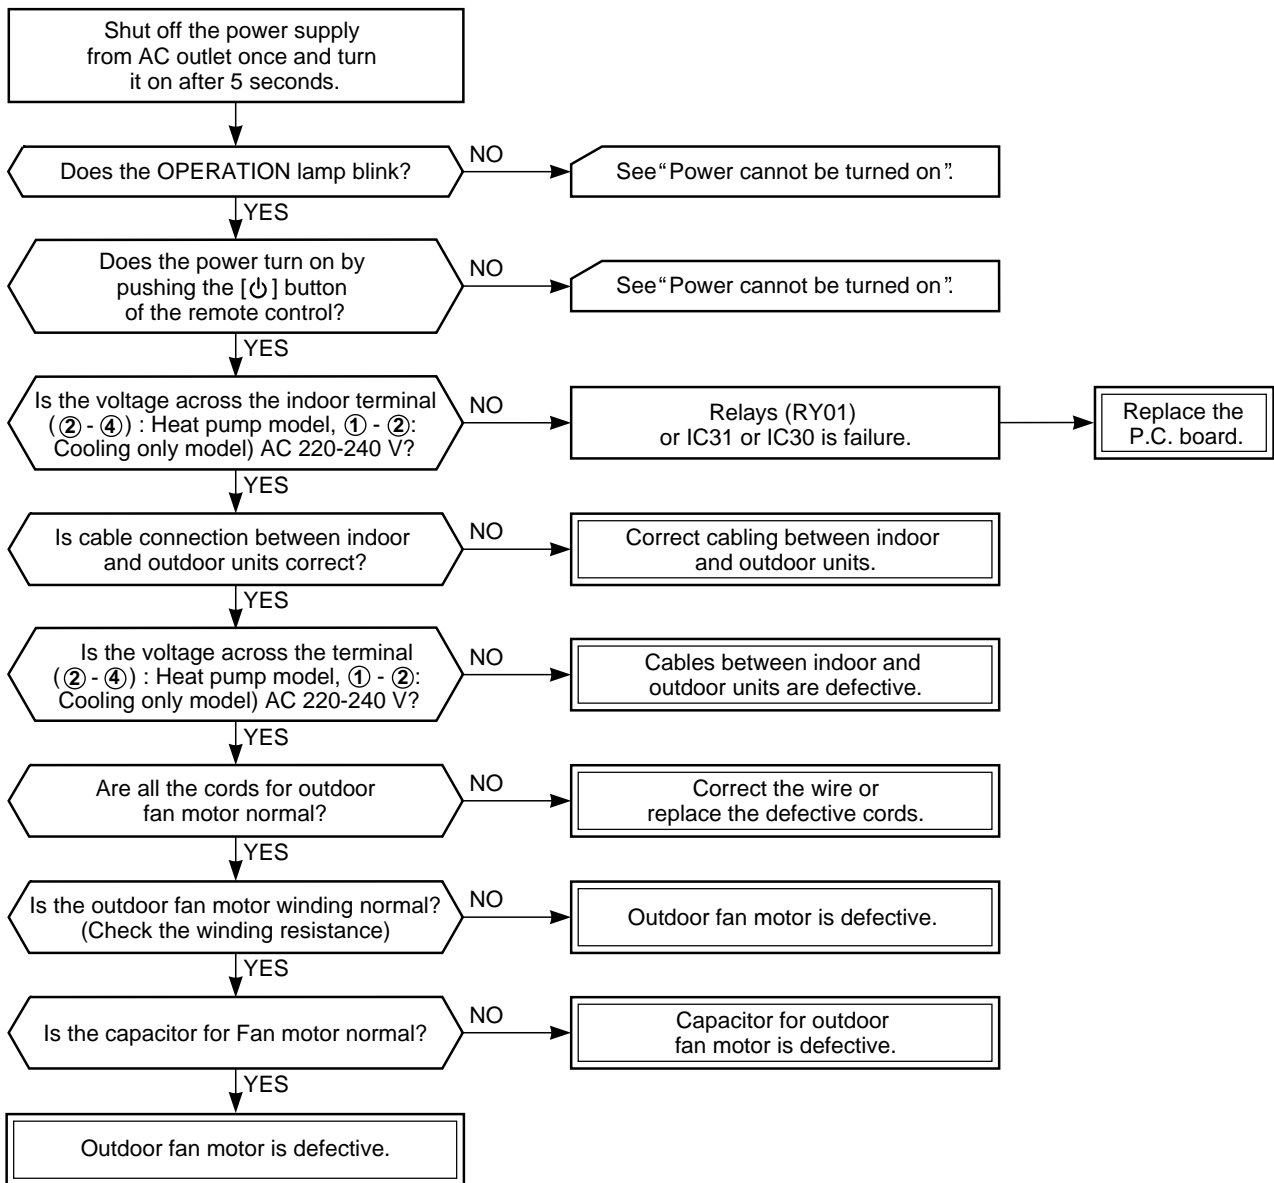 Shut off the power supply
from AC outlet once and turn
it on after 5 seconds.
Does the OPERATION lamp blink?
NO
See “Power cannot be turned on”.
YES
Does the power turn on by
pushing the [⏻] button
of the remote control?
NO
See “Power cannot be turned on”.
YES
Is the voltage across the indoor terminal
(② - ④) : Heat pump model, ① - ②:
Cooling only model) AC 220-240 V?
NO
Relays (RY01)
or IC31 or IC30 is failure.
Replace the
P.C. board.
YES
Is cable connection between indoor
and outdoor units correct?
NO
Correct cabling between indoor
and outdoor units.
YES
Is the voltage across the terminal
(② - ④) : Heat pump model, ① - ②:
Cooling only model) AC 220-240 V?
NO
Cables between indoor and
outdoor units are defective.
YES
Are all the cords for outdoor
fan motor normal?
NO
Correct the wire or
replace the defective cords.
YES
Is the outdoor fan motor winding normal?
(Check the winding resistance)
NO
Outdoor fan motor is defective.
YES
Is the capacitor for Fan motor normal?
NO
Capacitor for outdoor
fan motor is defective.
YES
Outdoor fan motor is defective.